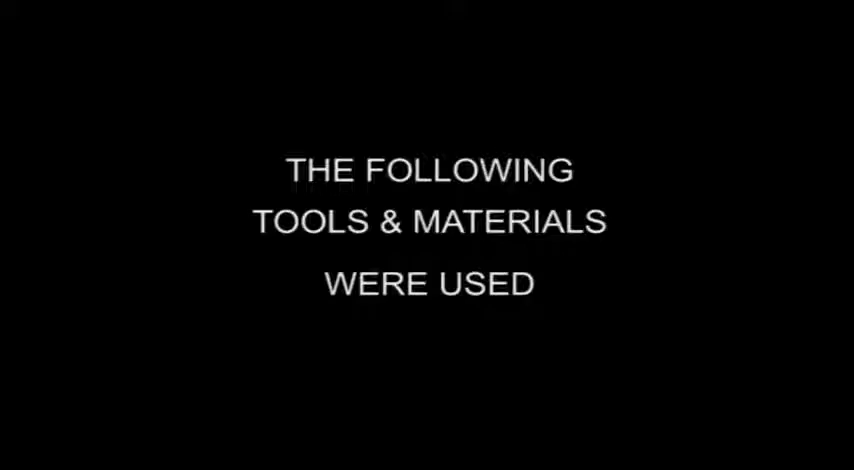 THE FOLLOWING
TOOLS & MATERIALS
WERE USED